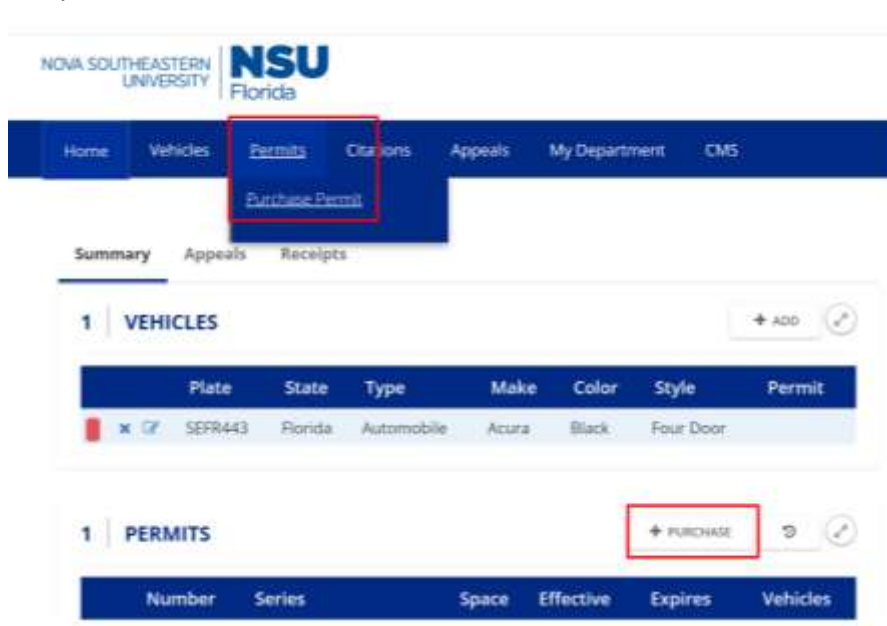 NOVA SOUTHEASTERN
UNIVERSITY
NSU
Florida
Home Vehicles Permits Citations Appeals My Department CMS
Purchase Permit
Summary Appeals Receipts
1 VEHICLES + ADD
Plate State Type Make Color Style Permit
SEFR443 Florida Automobile Acura Black Four Door
1 PERMITS + PURCHASE
Number Series Space Effective Expires Vehicles